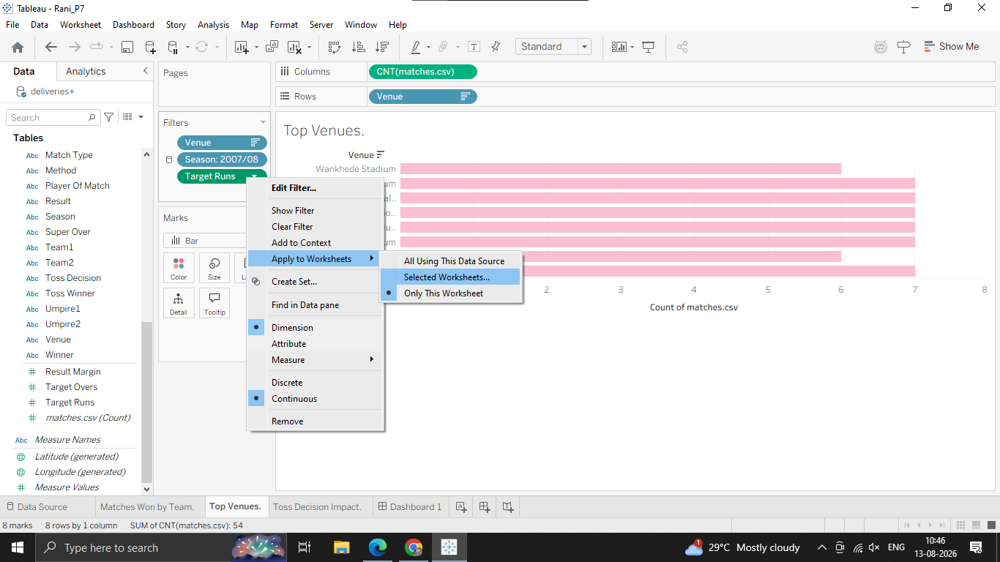 Tableau - Rani_P7
File Data Worksheet Dashboard Story Analysis Map Format Server Window Help
Standard
Show Me
Data Analytics
deliveries+
Search
Tables
Abc Match Type
Abc Method
Abc Player Of Match
Abc Result
Abc Season
Abc Super Over
Abc Team1
Abc Team2
Abc Toss Decision
Abc Toss Winner
Abc Umpire1
Abc Umpire2
Abc Venue
Abc Winner
# Result Margin
# Target Overs
# Target Runs
# matches.csv (Count)
Abc Measure Names
Latitude (generated)
Longitude (generated)
# Measure Values
Pages
Filters
Venue
Season: 2007/08
Target Runs
Marks
Bar
Color
Size
Detail
Tooltip
Columns
CNT(matches.csv)
Rows
Venue
Top Venues.
Venue
Wankhede Stadium
um
al..
o..
u..
um
2 3 4 5 6 7 8
Count of matches.csv
Edit Filter...
Show Filter
Clear Filter
Add to Context
Apply to Worksheets
Create Set...
Find in Data pane
Dimension
Attribute
Measure
Discrete
Continuous
Remove
All Using This Data Source
Selected Worksheets...
Only This Worksheet
Data Source
Matches Won by Team.
Top Venues.
Toss Decision Impact.
Dashboard 1
8 marks 8 rows by 1 column SUM of CNT(matches.csv): 54
Type here to search
1
29°C Mostly cloudy
ENG
10:46
13-08-2026